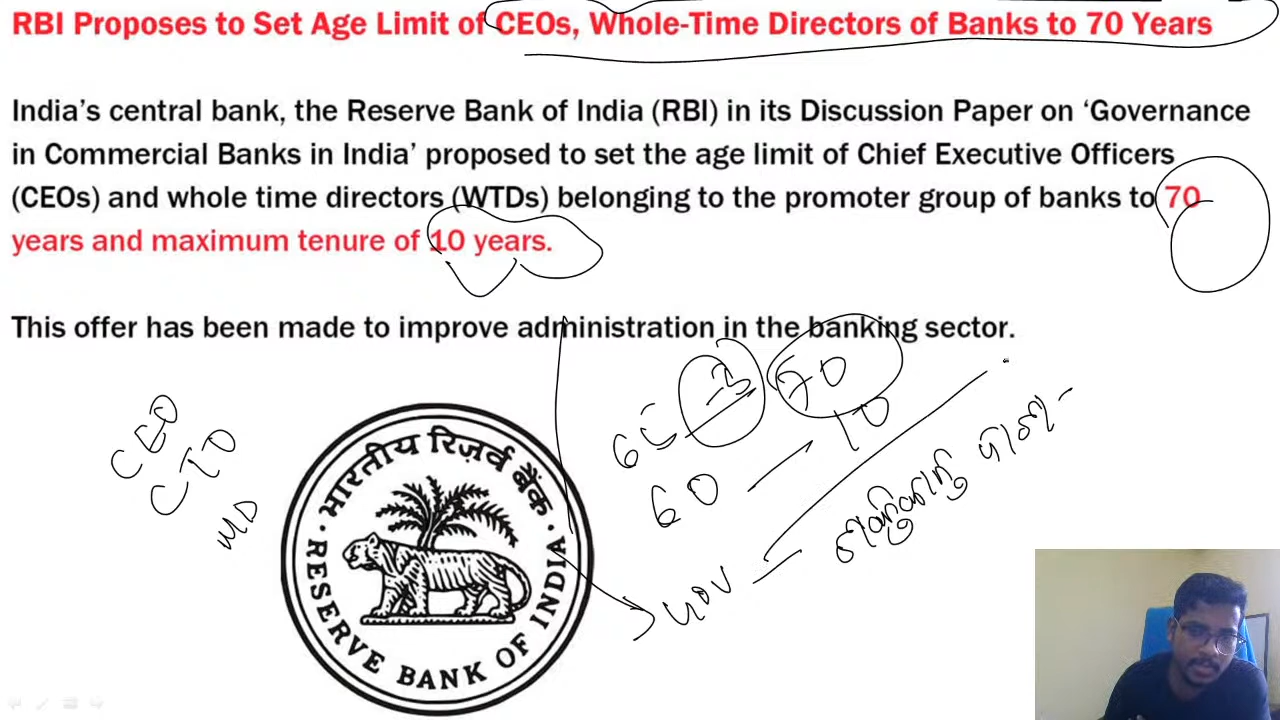 RBI Proposes to Set Age Limit of CEOs, Whole-Time Directors of Banks to 70 Years
India's central bank, the Reserve Bank of India (RBI) in its Discussion Paper on ‘Governance
in Commercial Banks in India’ proposed to set the age limit of Chief Executive Officers
(CEOs) and whole time directors (WTDs) belonging to the promoter group of banks to 70
years and maximum tenure of 10 years.
This offer has been made to improve administration in the banking sector.
CEO
CTO
MD
70
60
10
भारतीय रिज़र्व बैंक
RESERVE BANK OF INDIA